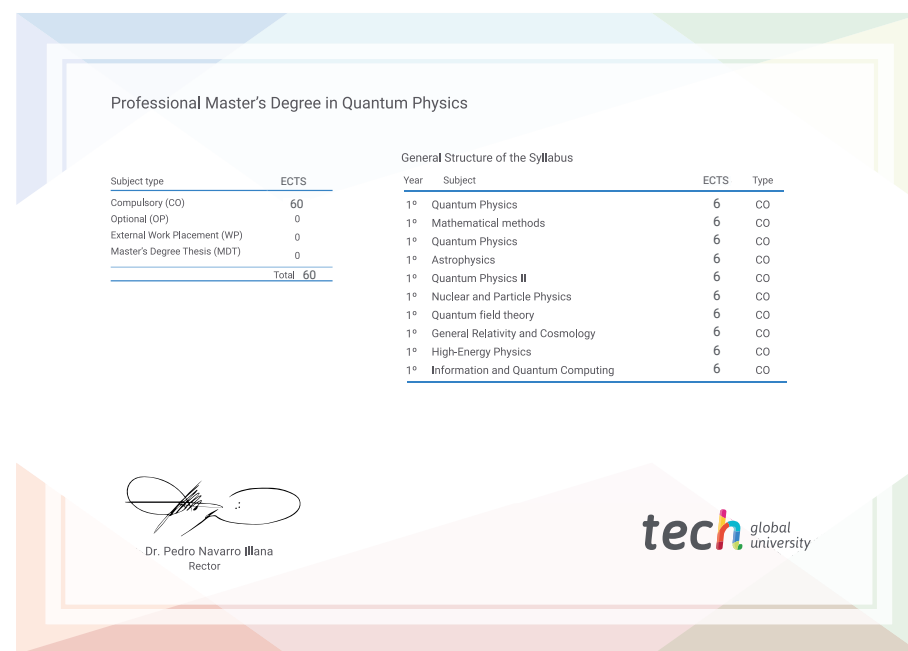 Professional Master's Degree in Quantum Physics
General Structure of the Syllabus
Subject type ECTS
Compulsory (CO) 60
Optional (OP) 0
External Work Placement (WP) 0
Master's Degree Thesis (MDT) 0
Total 60
Year Subject ECTS Type
1º Quantum Physics 6 CO
1º Mathematical methods 6 CO
1º Quantum Physics 6 CO
1º Astrophysics 6 CO
1º Quantum Physics II 6 CO
1º Nuclear and Particle Physics 6 CO
1º Quantum field theory 6 CO
1º General Relativity and Cosmology 6 CO
1º High-Energy Physics 6 CO
1º Information and Quantum Computing 6 CO
Dr. Pedro Navarro Illana
Rector
tech global
university